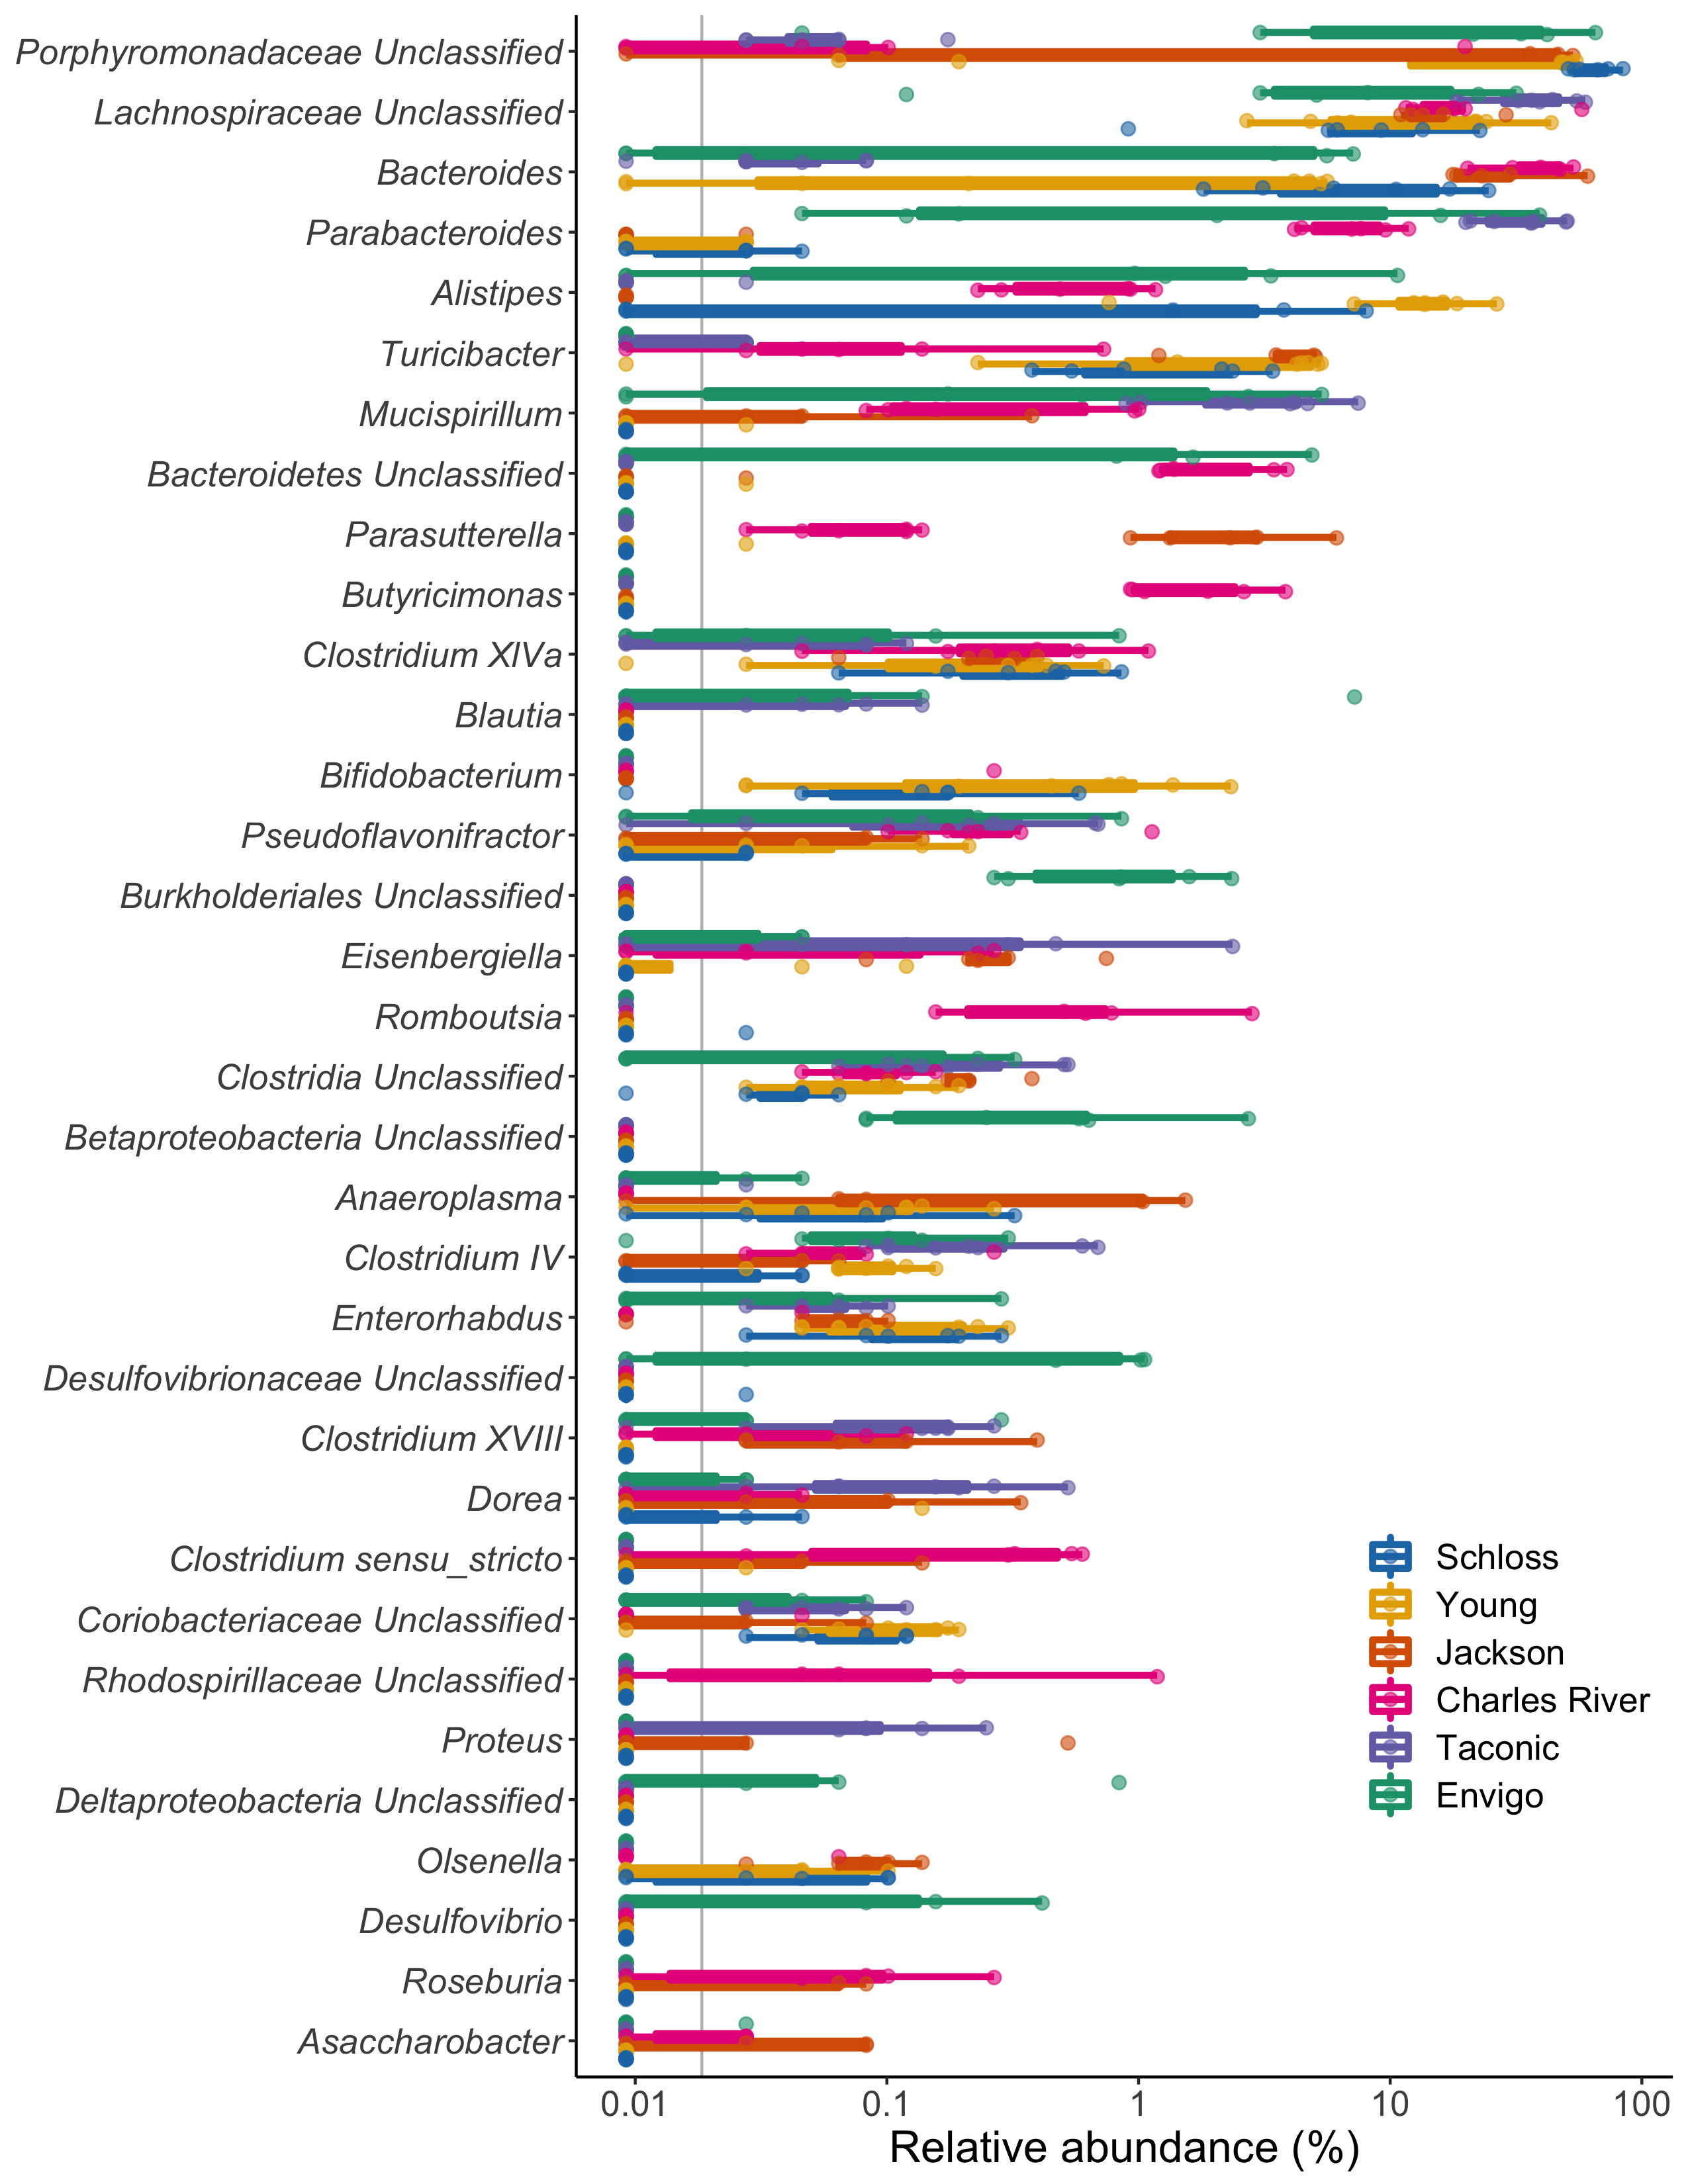 Porphyromonadaceae Unclassified
Lachnospiraceae Unclassified
Bacteroides
Parabacteroides
Alistipes
Turicibacter
Mucispirillum
Bacteroidetes Unclassified
Parasutterella
Butyricimonas
Clostridium XlVa
Blautia
Bifidobacterium
Pseudoflavonifractor
Burkholderiales Unclassified
Eisenbergiella
Romboutsia
Clostridia Unclassified
Betaproteobacteria Unclassified
Anaeroplasma
Clostridium IV
Enterorhabdus
Desulfovibrionaceae Unclassified
Clostridium XVIII
Dorea
Clostridium sensu_stricto
Coriobacteriaceae Unclassified
Rhodospirillaceae Unclassified
Proteus
Deltaproteobacteria Unclassified
Olsenella
Desulfovibrio
Roseburia
Asaccharobacter
Schloss
Young
Jackson
Charles River
Taconic
Envigo
0.01 0.1 1 10 100
Relative abundance (%)